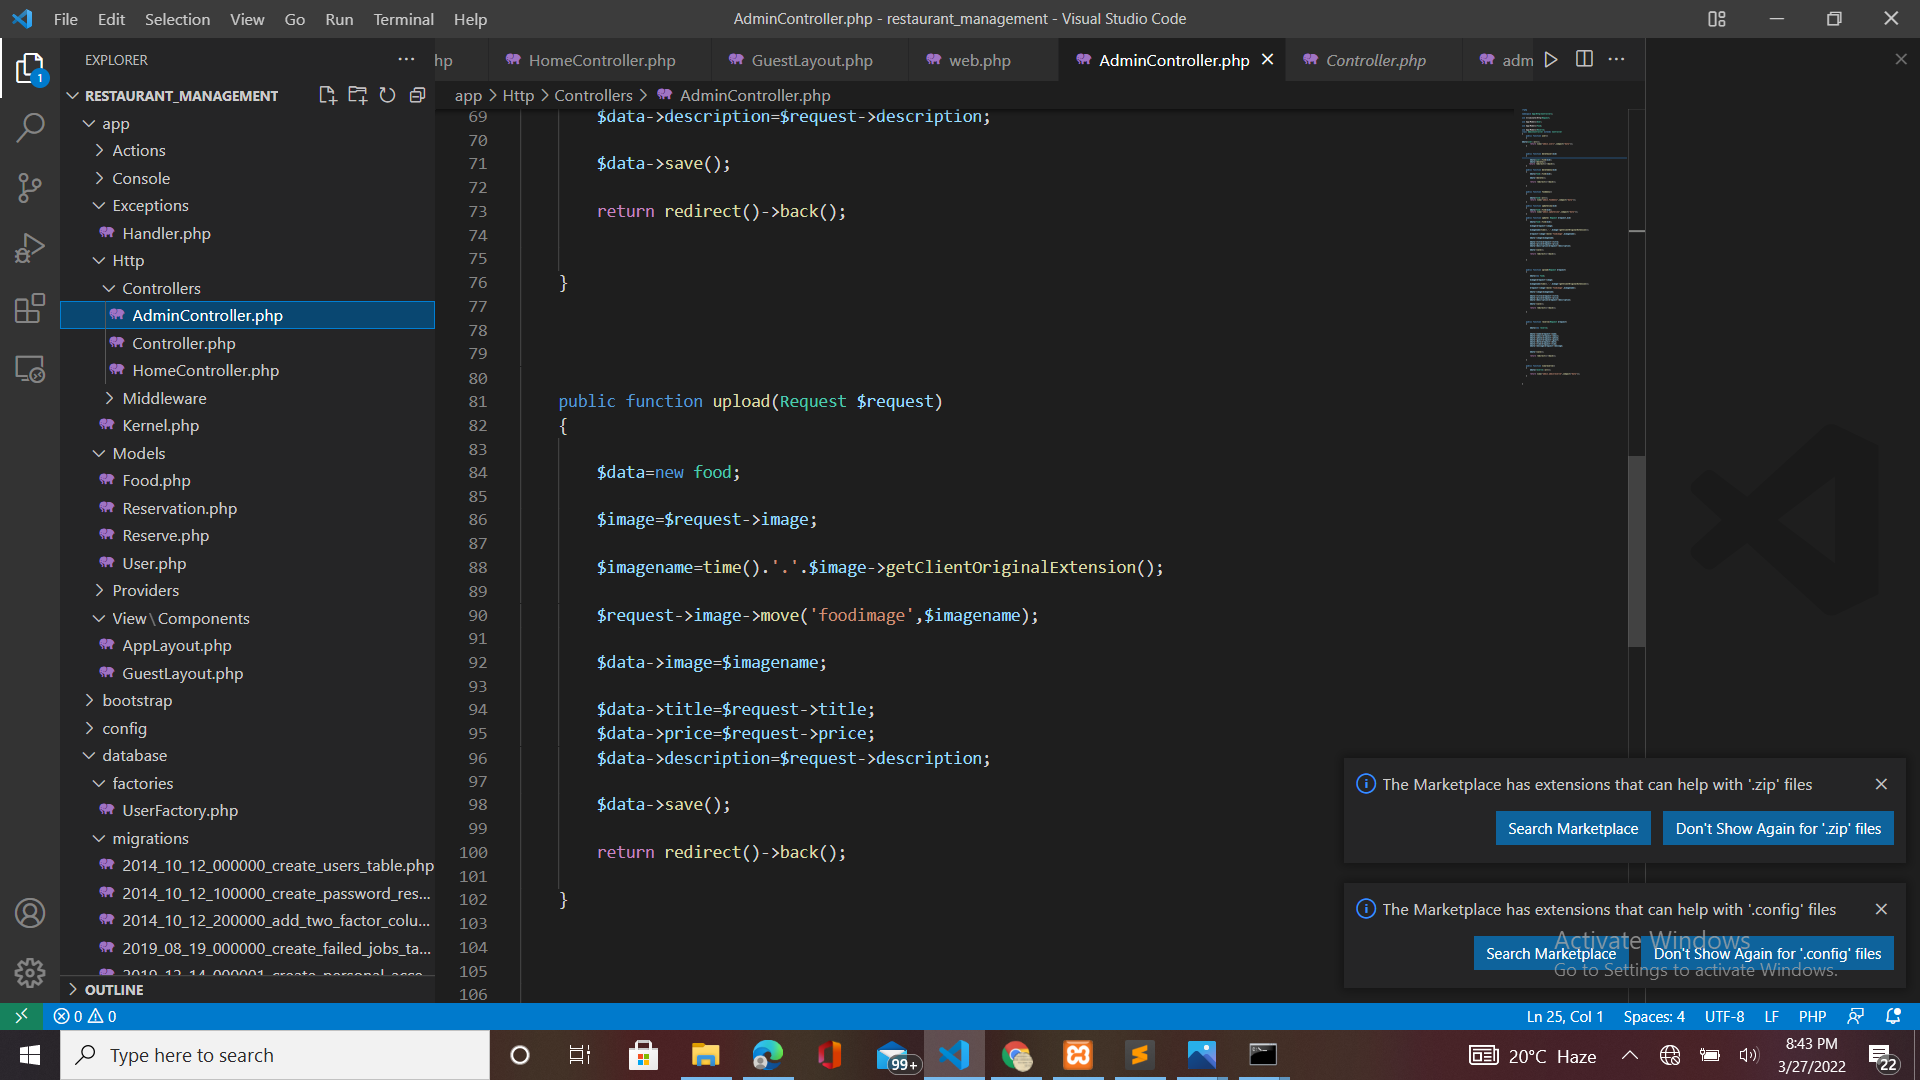 File Edit Selection View Go Run Terminal Help
AdminController.php - restaurant_management - Visual Studio Code
EXPLORER
hp HomeController.php GuestLayout.php web.php AdminController.php Controller.php adm
RESTAURANT_MANAGEMENT
app > Http > Controllers > AdminController.php
app
Actions
Console
Exceptions
Handler.php
Http
Controllers
AdminController.php
Controller.php
HomeController.php
Middleware
Kernel.php
Models
Food.php
Reservation.php
Reserve.php
User.php
Providers
View\Components
AppLayout.php
GuestLayout.php
bootstrap
config
database
factories
UserFactory.php
migrations
2014_10_12_000000_create_users_table.php
2014_10_12_100000_create_password_res...
2014_10_12_200000_add_two_factor_colu...
2019_08_19_000000_create_failed_jobs_ta...
2019_12_14_000001_create_personal_acce...
OUTLINE
69 $data->description=$request->description;
70
71 $data->save();
72
73 return redirect()->back();
74
75
76 }
77
78
79
80
81 public function upload(Request $request)
82 {
83
84 $data=new food;
85
86 $image=$request->image;
87
88 $imagename=time().'.'.$image->getClientOriginalExtension();
89
90 $request->image->move('foodimage',$imagename);
91
92 $data->image=$imagename;
93
94 $data->title=$request->title;
95 $data->price=$request->price;
96 $data->description=$request->description;
97
98 $data->save();
99
100 return redirect()->back();
101
102 }
103
104
105
106
The Marketplace has extensions that can help with '.zip' files
Search Marketplace Don't Show Again for '.zip' files
The Marketplace has extensions that can help with '.config' files
Search Marketplace Don't Show Again for '.config' files
Activate Windows
Go to Settings to activate Windows.
0 0
Ln 25, Col 1 Spaces: 4 UTF-8 LF PHP
Type here to search
99+
20°C Haze
8:43 PM
3/27/2022
22
1